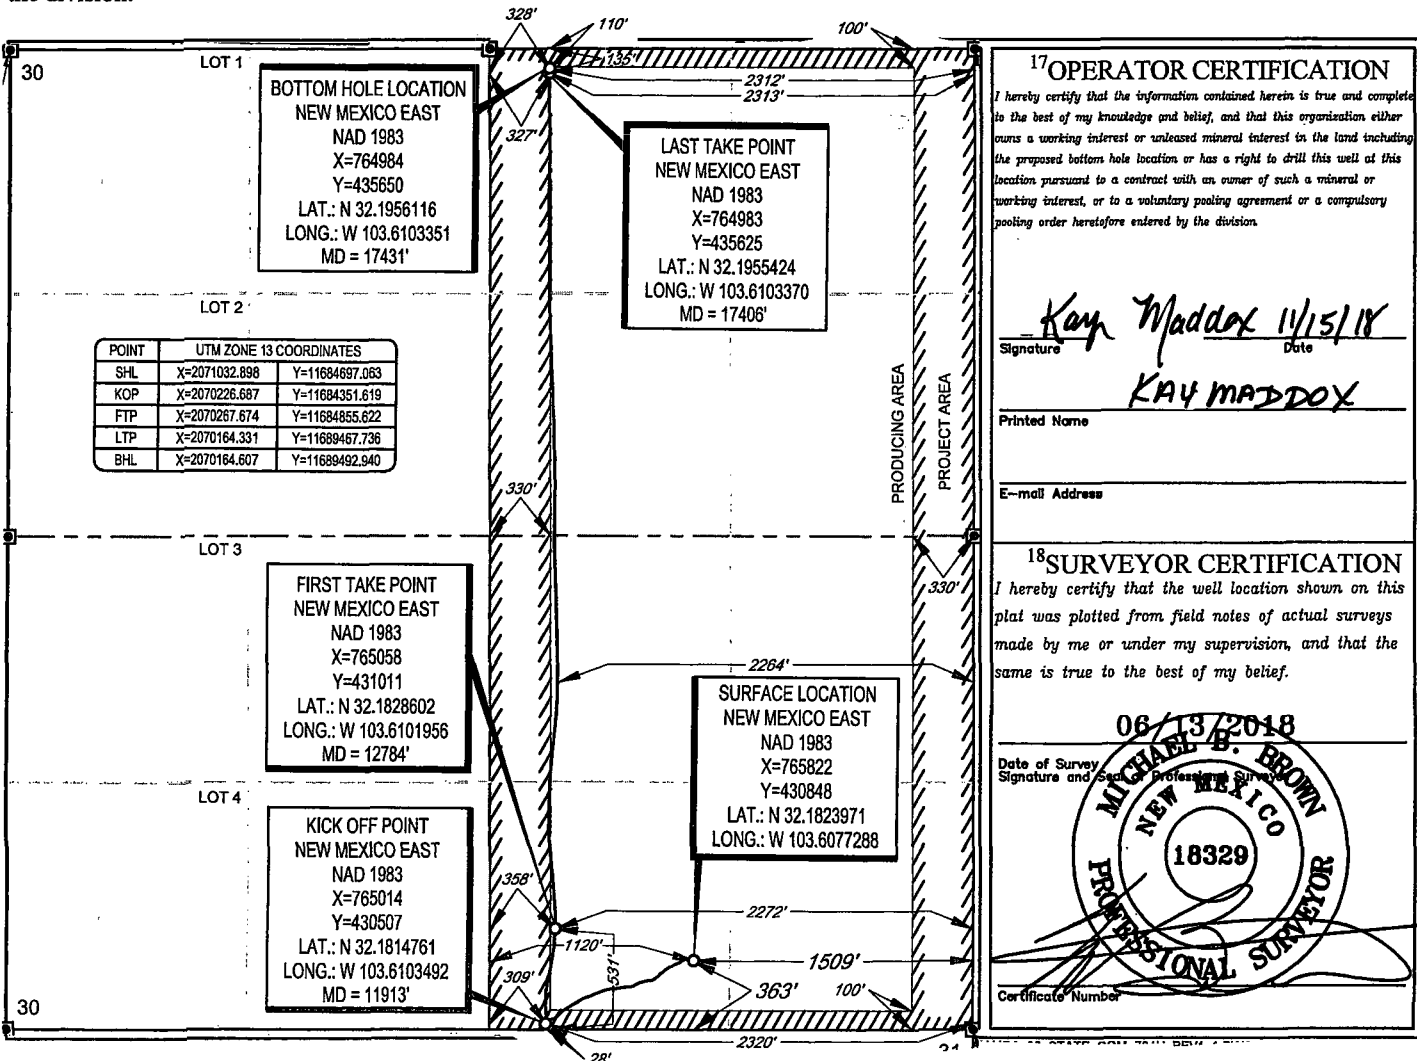 328'
110'
100'
30
LOT 1
135'
2312'
2313'
327'
BOTTOM HOLE LOCATION
NEW MEXICO EAST
NAD 1983
X=764984
Y=435650
LAT.: N 32.1956116
LONG.: W 103.6103351
MD = 17431'
LAST TAKE POINT
NEW MEXICO EAST
NAD 1983
X=764983
Y=435625
LAT.: N 32.1955424
LONG.: W 103.6103370
MD = 17406'
LOT 2
POINT UTM ZONE 13 COORDINATES
SHL X=2071032.898 Y=11684697.063
KOP X=2070226.687 Y=11684351.619
FTP X=2070267.674 Y=11684855.622
LTP X=2070164.331 Y=11689467.736
BHL X=2070164.607 Y=11689492.940
PRODUCING AREA
PROJECT AREA
330'
LOT 3
330'
FIRST TAKE POINT
NEW MEXICO EAST
NAD 1983
X=765058
Y=431011
LAT.: N 32.1828602
LONG.: W 103.6101956
MD = 12784'
2264'
SURFACE LOCATION
NEW MEXICO EAST
NAD 1983
X=765822
Y=430848
LAT.: N 32.1823971
LONG.: W 103.6077288
LOT 4
KICK OFF POINT
NEW MEXICO EAST
NAD 1983
X=765014
Y=430507
LAT.: N 32.1814761
LONG.: W 103.6103492
MD = 11913'
358'
2272'
1120'
531'
1509'
309'
363'
100'
30
2320'
28'
17 OPERATOR CERTIFICATION
I hereby certify that the information contained herein is true and complete
to the best of my knowledge and belief, and that this organization either
owns a working interest or unleased mineral interest in the land including
the proposed bottom hole location or has a right to drill this well at this
location pursuant to a contract with an owner of such a mineral or
working interest, or to a voluntary pooling agreement or a compulsory
pooling order heretofore entered by the division.
Kay Maddox 11/15/18
Signature Date
KAY MADDOX
Printed Name
E-mail Address
18 SURVEYOR CERTIFICATION
I hereby certify that the well location shown on this
plat was plotted from field notes of actual surveys
made by me or under my supervision, and that the
same is true to the best of my belief.
06/13/2018
Date of Survey
Signature and Seal of Professional Surveyor
MICHAEL B. BROWN
NEW MEXICO
18329
PROFESSIONAL SURVEYOR
Certificate Number